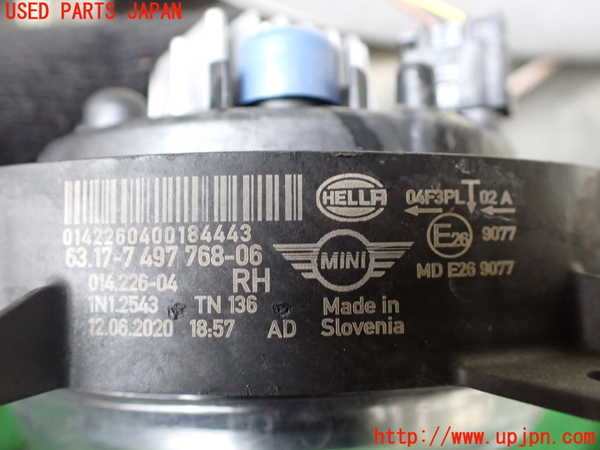 USED PARTS JAPAN
0142260400184443
63.17-7 497 768-06
014.226-04
RH
1N1.2543 TN 136
12.06.2020 18:57 AD
HELLA
MINI
Made in
Slovenia
04F3PL 02 A
E26 9077
MD E26 9077
http://www.upjpn.com/